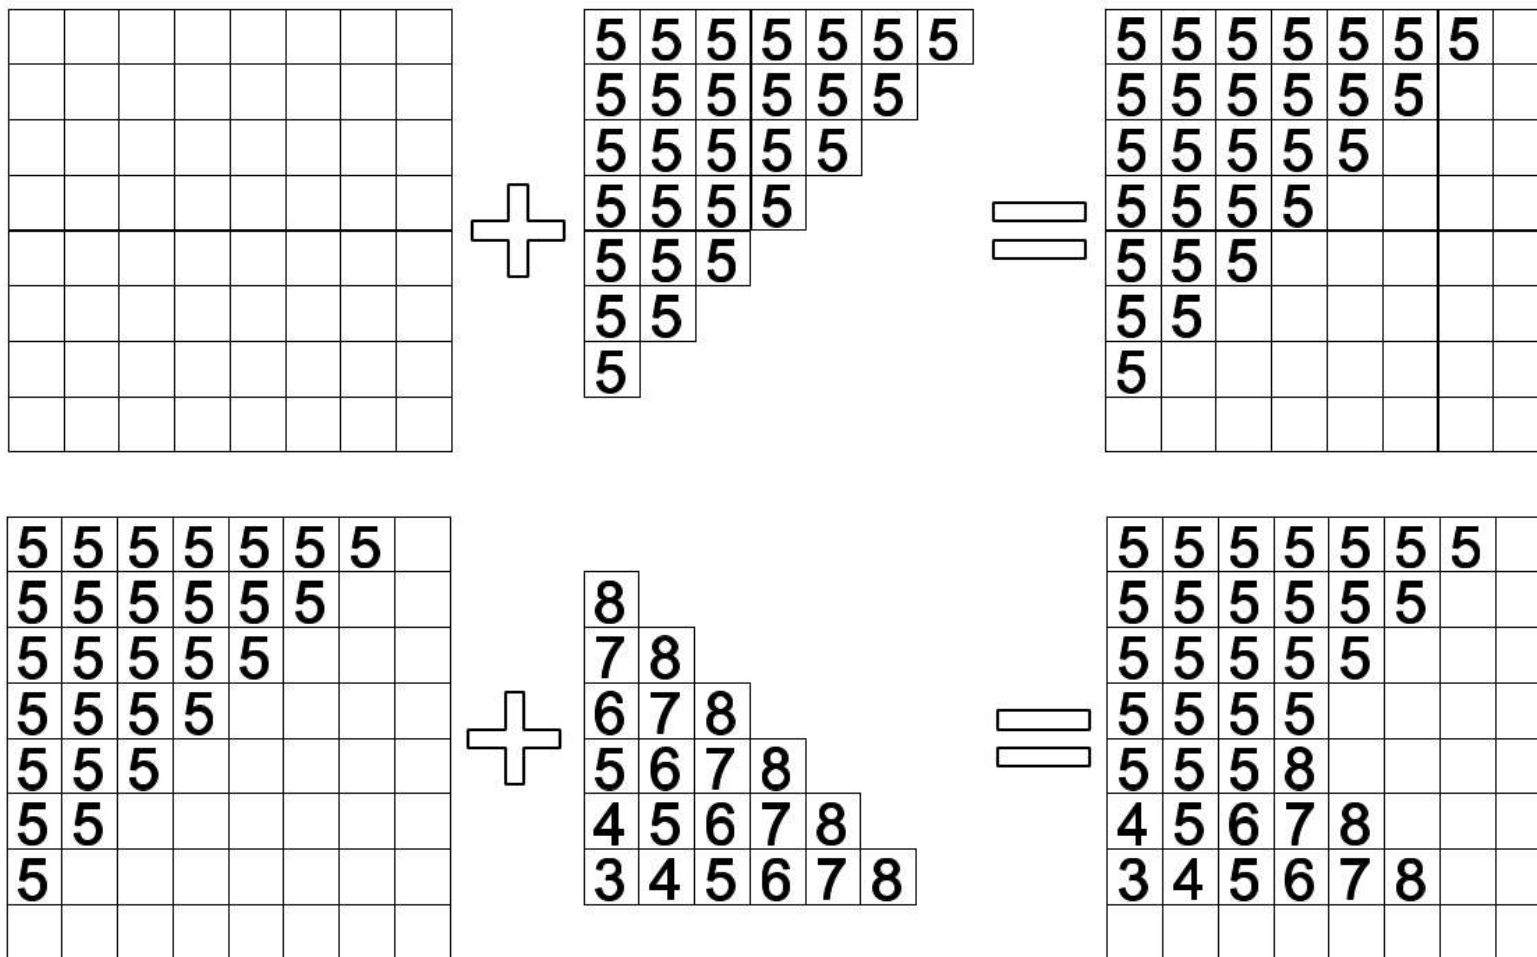 5 5 5 5 5 5 5 5 5 5 5 5 5 5
5 5 5 5 5 5 5 5 5 5 5 5
5 5 5 5 5 5 5 5 5 5
5 5 5 5 5 5 5 5
5 5 5 5 5 5
5 5 5 5
5 5
5 5 5 5 5 5 5 5 5 5 5 5 5 5
5 5 5 5 5 5 8 5 5 5 5 5 5
5 5 5 5 5 7 8 5 5 5 5 5
5 5 5 5 6 7 8 5 5 5 5
5 5 5 5 6 7 8 5 5 5 8
5 5 4 5 6 7 8 4 5 6 7 8
5 3 4 5 6 7 8 3 4 5 6 7 8